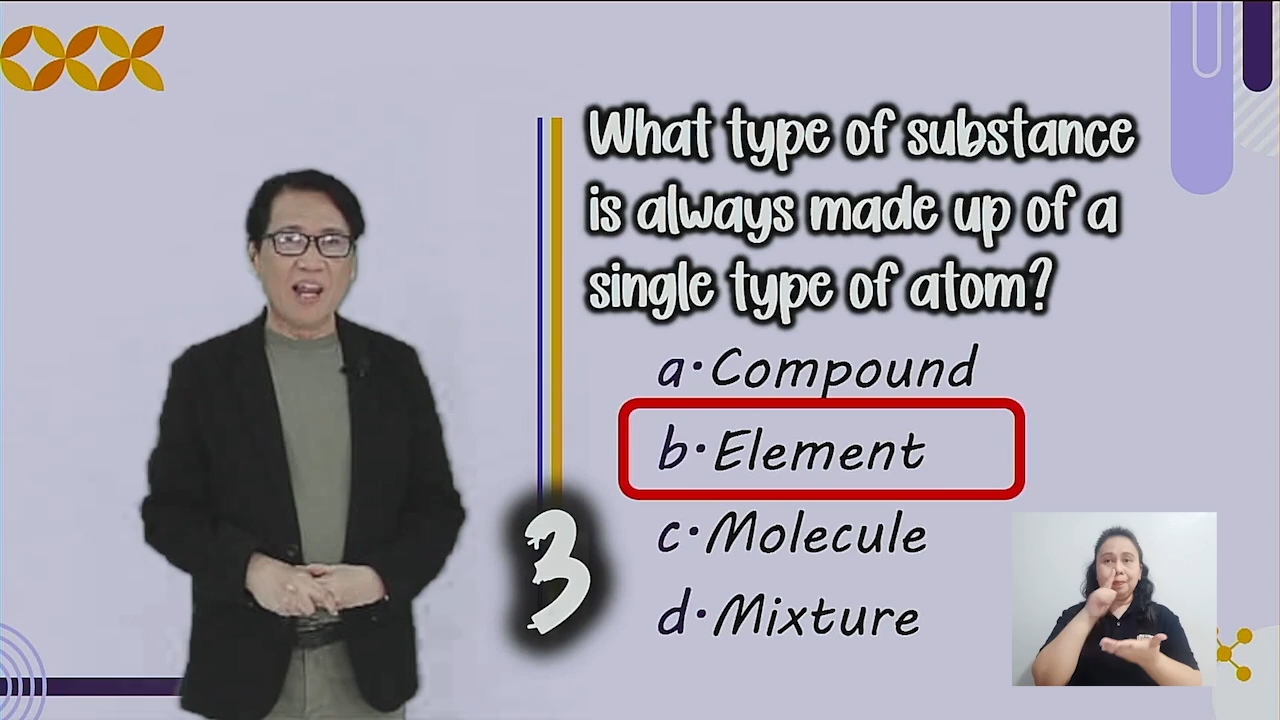 What type of substance
is always made up of a
single type of atom?
a. Compound
b. Element
3
c. Molecule
d. Mixture